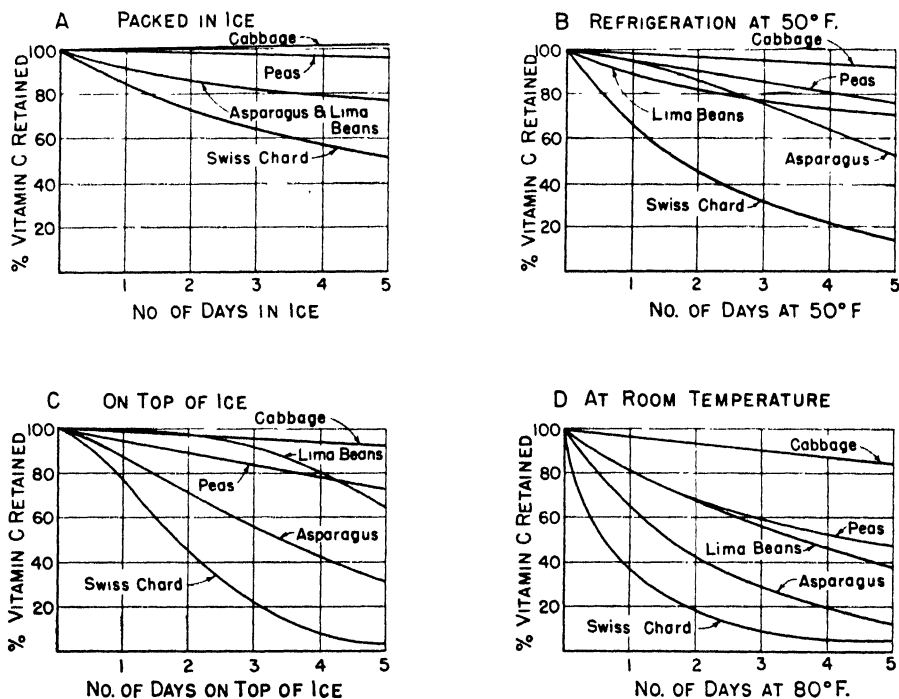 A PACKED IN ICE
% VITAMIN C RETAINED
100
80
60
40
20
Cabbage
Peas
Asparagus & Lima
Beans
Swiss Chard
1 2 3 4 5
NO OF DAYS IN ICE
B REFRIGERATION AT 50° F.
% VITAMIN C RETAINED
100
80
60
40
20
Cabbage
Peas
Lima Beans
Asparagus
Swiss Chard
1 2 3 4 5
NO. OF DAYS AT 50° F
C ON TOP OF ICE
% VITAMIN C RETAINED
100
80
60
40
20
Cabbage
Lima Beans
Peas
Asparagus
Swiss Chard
1 2 3 4 5
NO. OF DAYS ON TOP OF ICE
D AT ROOM TEMPERATURE
% VITAMIN C RETAINED
100
80
60
40
20
Cabbage
Peas
Lima Beans
Asparagus
Swiss Chard
1 2 3 4 5
NO. OF DAYS AT 80° F.